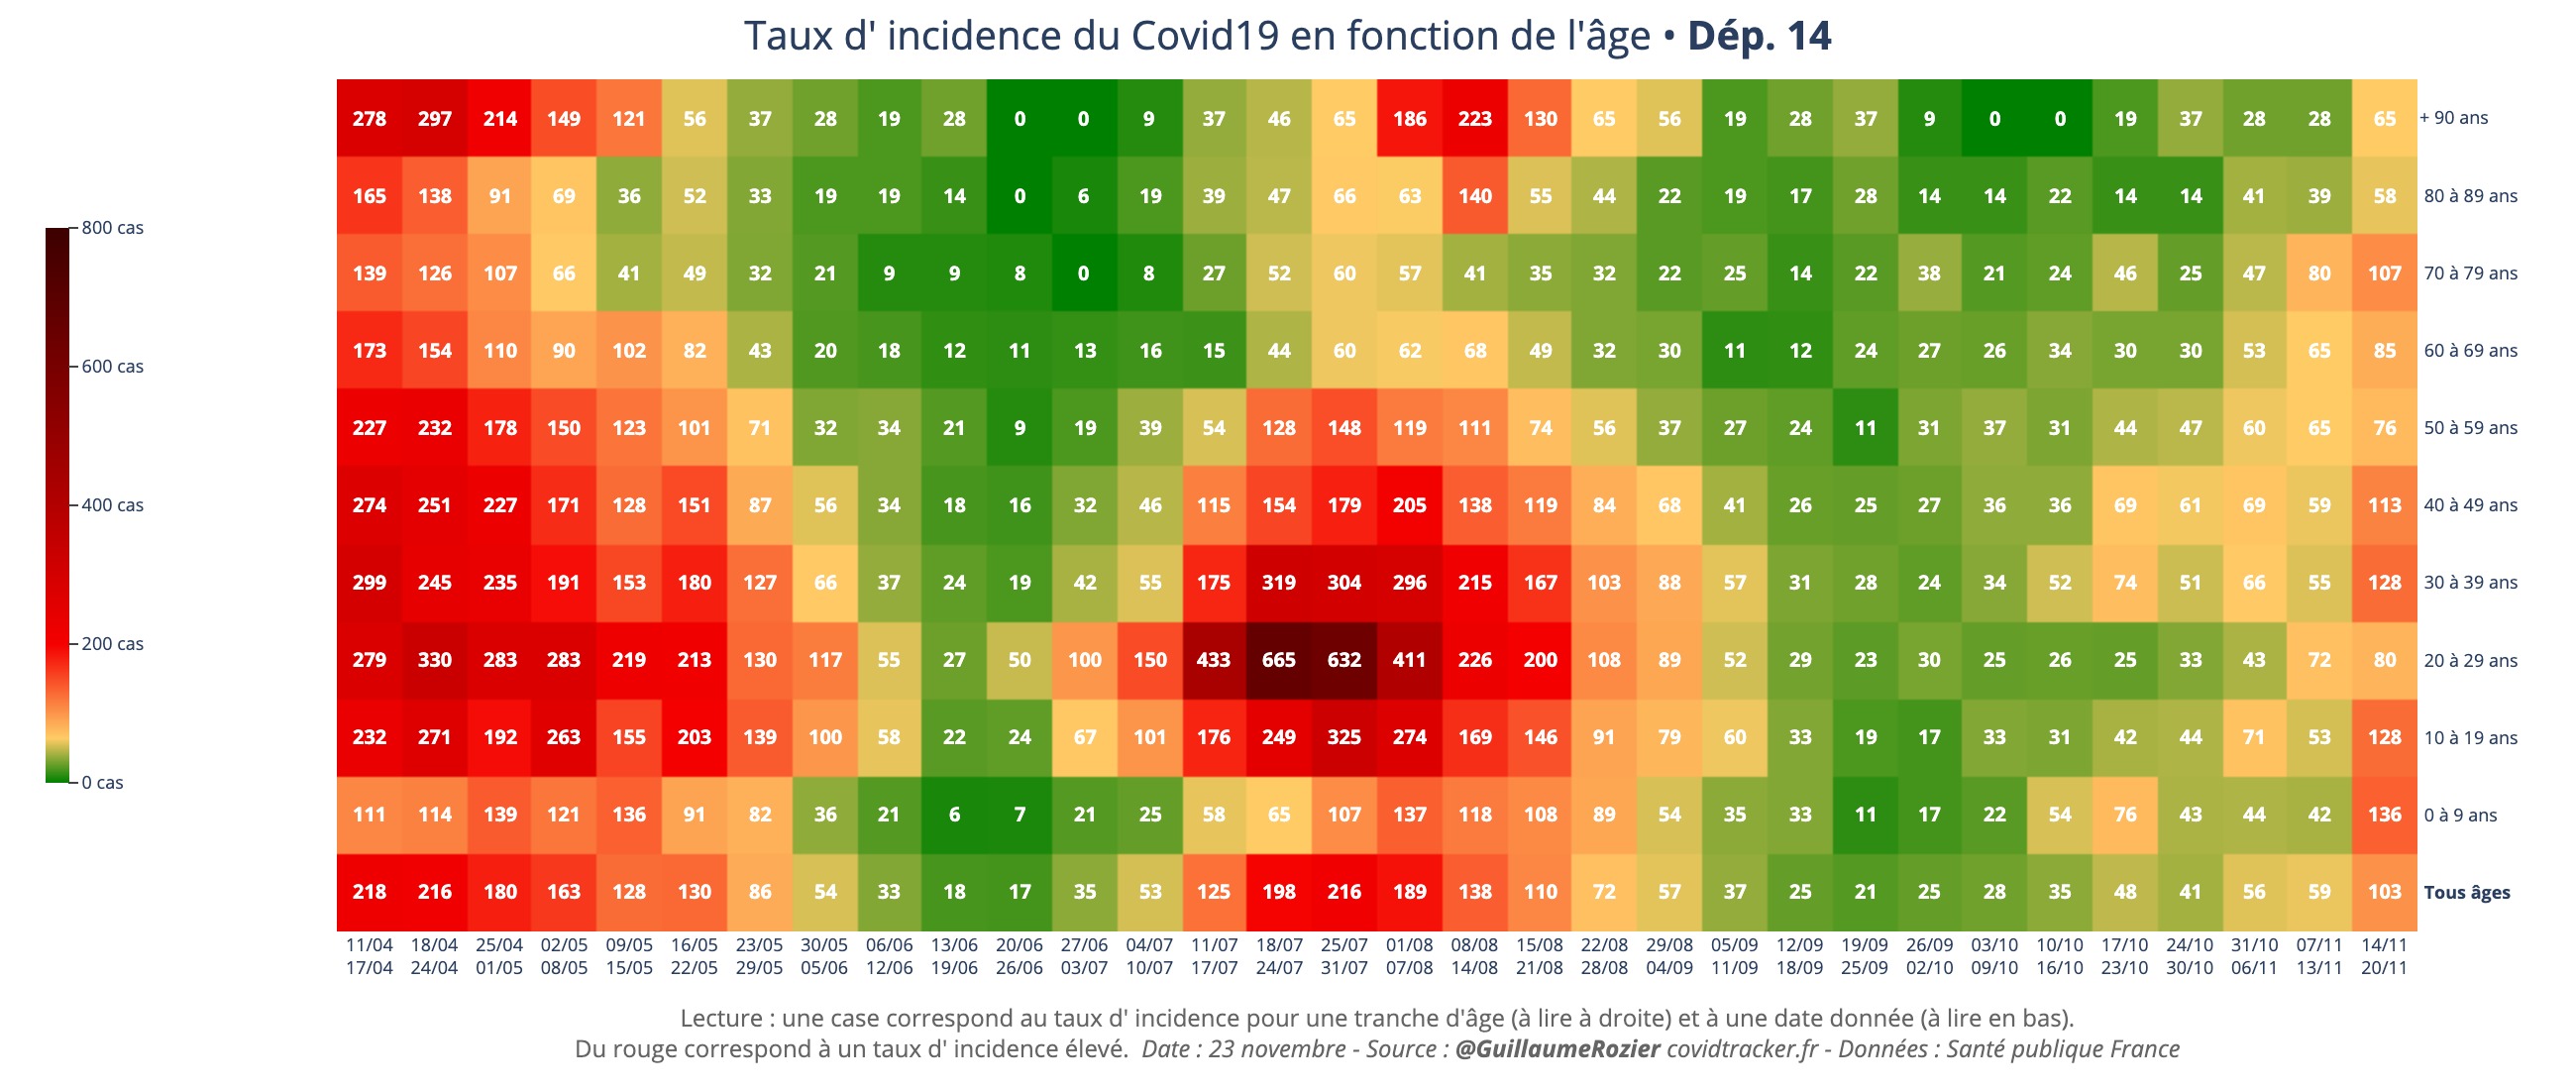 Taux d' incidence du Covid19 en fonction de l'âge • Dép. 14
278 297 214 149 121 56 37 28 19 28 0 0 9 37 46 65 186 223 130 65 56 19 28 37 9 0 0 19 37 28 28 65 + 90 ans
165 138 91 69 36 52 33 19 19 14 0 6 19 39 47 66 63 140 55 44 22 19 17 28 14 14 22 14 14 41 39 58 80 à 89 ans
800 cas
139 126 107 66 41 49 32 21 9 9 8 0 8 27 52 60 57 41 35 32 22 25 14 22 38 21 24 46 25 47 80 107 70 à 79 ans
173 154 110 90 102 82 43 20 18 12 11 13 16 15 44 60 62 68 49 32 30 11 12 24 27 26 34 30 30 53 65 85 60 à 69 ans
600 cas
227 232 178 150 123 101 71 32 34 21 9 19 39 54 128 148 119 111 74 56 37 27 24 11 31 37 31 44 47 60 65 76 50 à 59 ans
400 cas
274 251 227 171 128 151 87 56 34 18 16 32 46 115 154 179 205 138 119 84 68 41 26 25 27 36 36 69 61 69 59 113 40 à 49 ans
299 245 235 191 153 180 127 66 37 24 19 42 55 175 319 304 296 215 167 103 88 57 31 28 24 34 52 74 51 66 55 128 30 à 39 ans
200 cas
279 330 283 283 219 213 130 117 55 27 50 100 150 433 665 632 411 226 200 108 89 52 29 23 30 25 26 25 33 43 72 80 20 à 29 ans
232 271 192 263 155 203 139 100 58 22 24 67 101 176 249 325 274 169 146 91 79 60 33 19 17 33 31 42 44 71 53 128 10 à 19 ans
0 cas
111 114 139 121 136 91 82 36 21 6 7 21 25 58 65 107 137 118 108 89 54 35 33 11 17 22 54 76 43 44 42 136 0 à 9 ans
218 216 180 163 128 130 86 54 33 18 17 35 53 125 198 216 189 138 110 72 57 37 25 21 25 28 35 48 41 56 59 103 Tous âges
11/04 18/04 25/04 02/05 09/05 16/05 23/05 30/05 06/06 13/06 20/06 27/06 04/07 11/07 18/07 25/07 01/08 08/08 15/08 22/08 29/08 05/09 12/09 19/09 26/09 03/10 10/10 17/10 24/10 31/10 07/11 14/11
17/04 24/04 01/05 08/05 15/05 22/05 29/05 05/06 12/06 19/06 26/06 03/07 10/07 17/07 24/07 31/07 07/08 14/08 21/08 28/08 04/09 11/09 18/09 25/09 02/10 09/10 16/10 23/10 30/10 06/11 13/11 20/11
Lecture : une case correspond au taux d' incidence pour une tranche d'âge (à lire à droite) et à une date donnée (à lire en bas).
Du rouge correspond à un taux d' incidence élevé. Date : 23 novembre - Source : @GuillaumeRozier covidtracker.fr - Données : Santé publique France